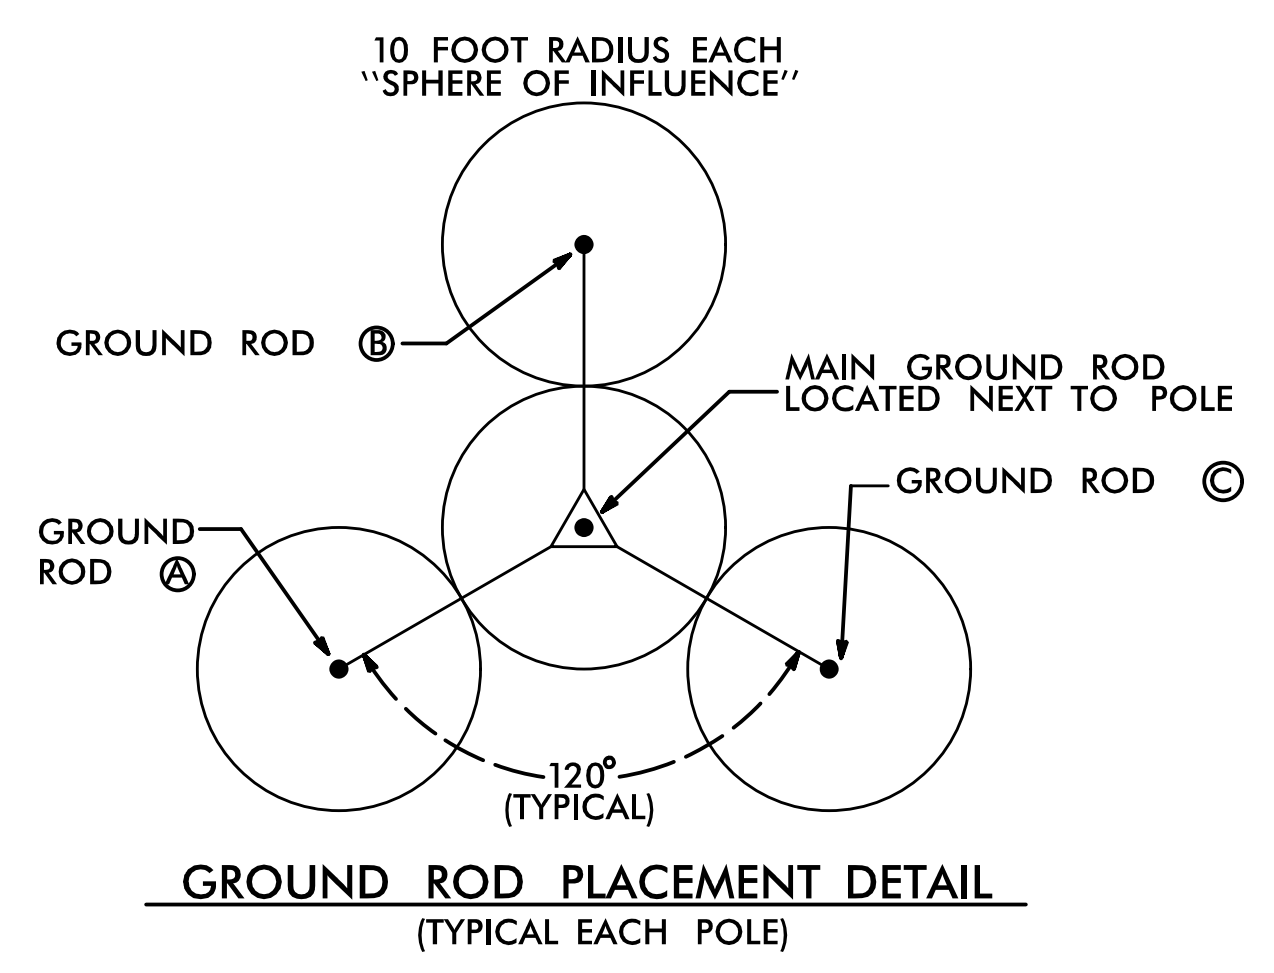 10 FOOT RADIUS EACH
''SPHERE OF INFLUENCE''
GROUND ROD Ⓑ
MAIN GROUND ROD
LOCATED NEXT TO POLE
GROUND ROD Ⓒ
GROUND
ROD Ⓐ
120°
(TYPICAL)
GROUND ROD PLACEMENT DETAIL
(TYPICAL EACH POLE)